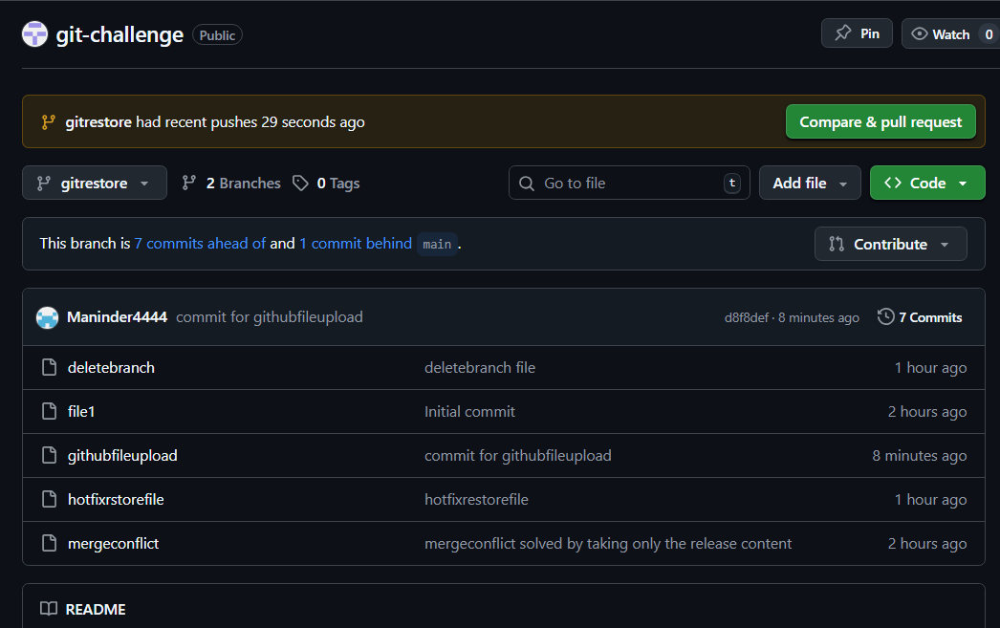 git-challenge Public Pin Watch 0
gitrestore had recent pushes 29 seconds ago Compare & pull request
gitrestore 2 Branches 0 Tags Go to file t Add file Code
This branch is 7 commits ahead of and 1 commit behind main . Contribute
Maninder4444 commit for githubfileupload d8f8def · 8 minutes ago 7 Commits
deletebranch deletebranch file 1 hour ago
file1 Initial commit 2 hours ago
githubfileupload commit for githubfileupload 8 minutes ago
hotfixrstorefile hotfixrestorefile 1 hour ago
mergeconflict mergeconflict solved by taking only the release content 2 hours ago
README